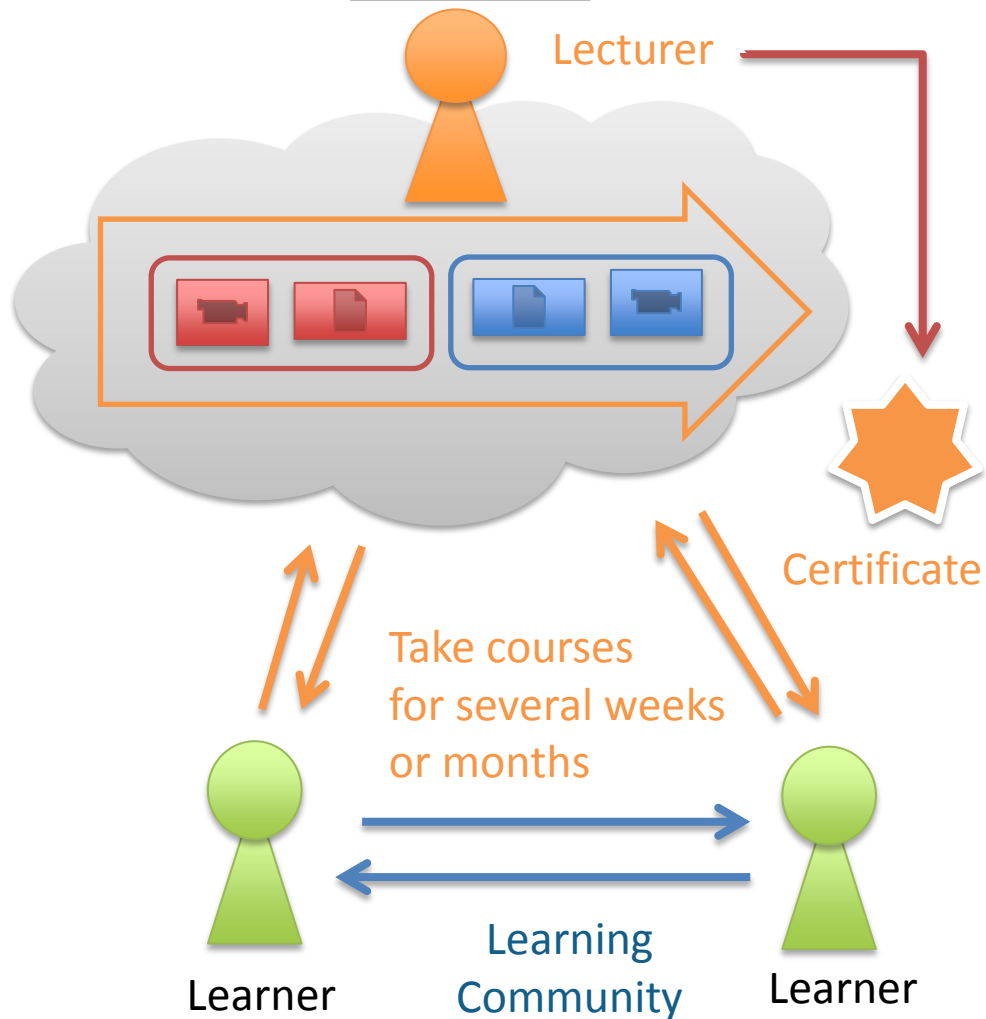 Lecturer
Certificate
Take courses
for several weeks
or months
Learning
Community
Learner
Learner